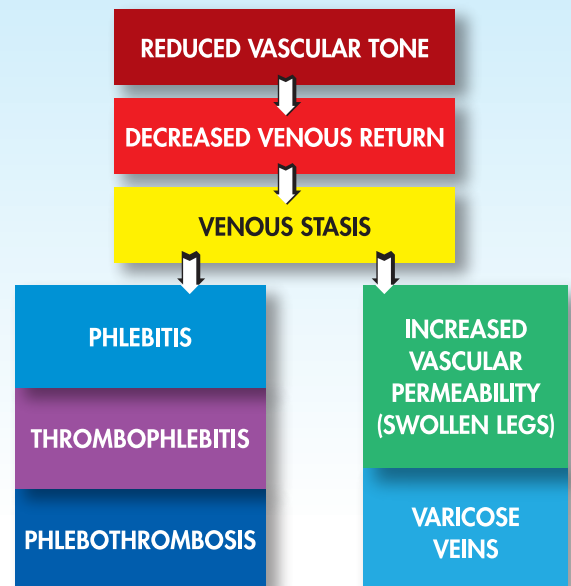 REDUCED VASCULAR TONE
DECREASED VENOUS RETURN
VENOUS STASIS
PHLEBITIS
THROMBOPHLEBITIS
PHLEBOTHROMBOSIS
INCREASED
VASCULAR
PERMEABILITY
(SWOLLEN LEGS)
VARICOSE
VEINS